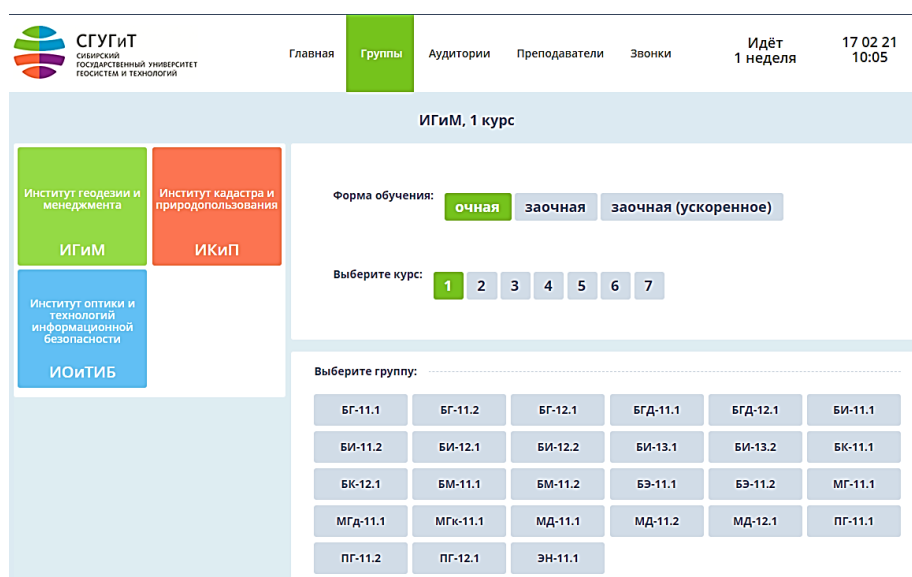 СГУГиТ
СИБИРСКИЙ
ГОСУДАРСТВЕННЫЙ УНИВЕРСИТЕТ
ГЕОСИСТЕМ И ТЕХНОЛОГИЙ
Главная Группы Аудитории Преподаватели Звонки
Идёт
1 неделя
17 02 21
10:05
ИГиМ, 1 курс
Институт геодезии и
менеджмента
ИГиМ
Институт кадастра и
природопользования
ИКиП
Институт оптики и
технологий
информационной
безопасности
ИОиТИБ
Форма обучения: очная заочная заочная (ускоренное)
Выберите курс: 1 2 3 4 5 6 7
Выберите группу:
БГ-11.1 БГ-11.2 БГ-12.1 БГД-11.1 БГД-12.1 БИ-11.1
БИ-11.2 БИ-12.1 БИ-12.2 БИ-13.1 БИ-13.2 БК-11.1
БК-12.1 БМ-11.1 БМ-11.2 БЭ-11.1 БЭ-11.2 МГ-11.1
МГд-11.1 МГк-11.1 МД-11.1 МД-11.2 МД-12.1 ПГ-11.1
ПГ-11.2 ПГ-12.1 ЭН-11.1